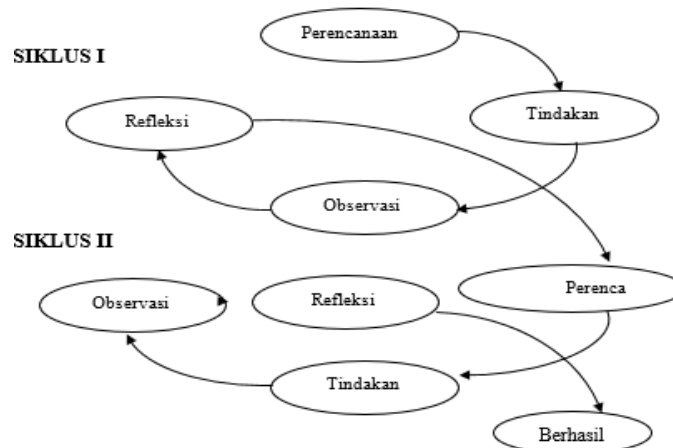 Perencanaan
SIKLUS I
Tindakan
Refleksi
Observasi
SIKLUS II
Perenca
Refleksi
Observasi
Tindakan
Berhasil